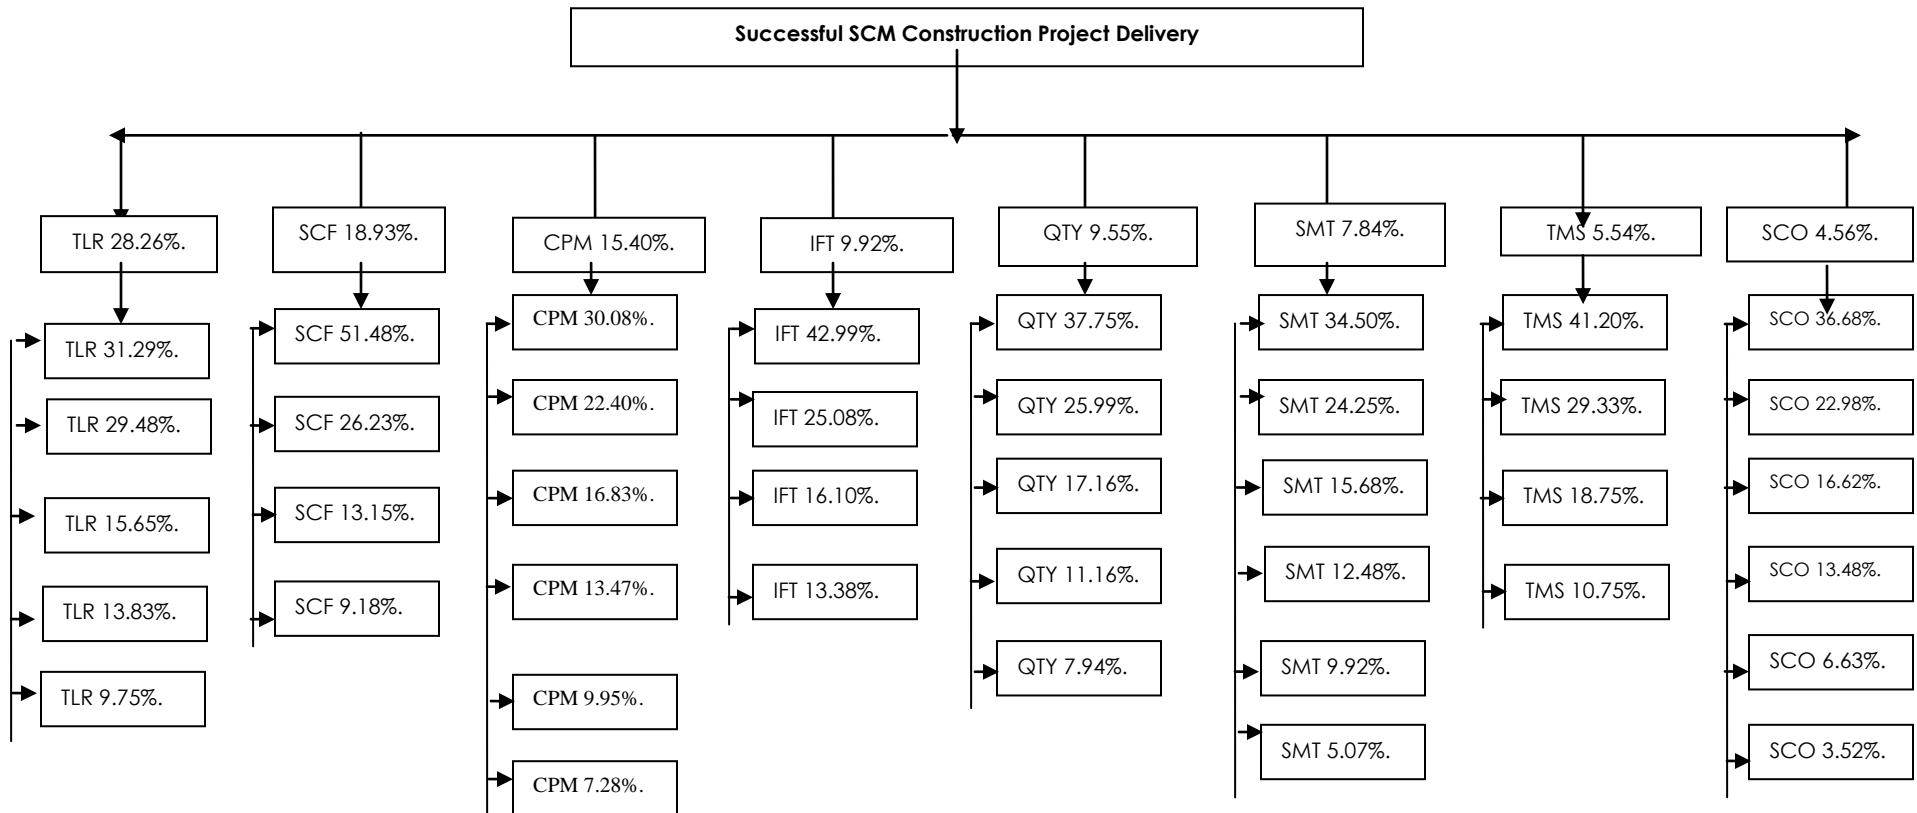 Successful SCM Construction Project Delivery
TLR 28.26%.
SCF 18.93%.
CPM 15.40%.
IFT 9.92%.
QTY 9.55%.
SMT 7.84%.
TMS 5.54%.
SCO 4.56%.
TLR 31.29%.
TLR 29.48%.
TLR 15.65%.
TLR 13.83%.
TLR 9.75%.
SCF 51.48%.
SCF 26.23%.
SCF 13.15%.
SCF 9.18%.
CPM 30.08%.
CPM 22.40%.
CPM 16.83%.
CPM 13.47%.
CPM 9.95%.
CPM 7.28%.
IFT 42.99%.
IFT 25.08%.
IFT 16.10%.
IFT 13.38%.
QTY 37.75%.
QTY 25.99%.
QTY 17.16%.
QTY 11.16%.
QTY 7.94%.
SMT 34.50%.
SMT 24.25%.
SMT 15.68%.
SMT 12.48%.
SMT 9.92%.
SMT 5.07%.
TMS 41.20%.
TMS 29.33%.
TMS 18.75%.
TMS 10.75%.
SCO 36.68%.
SCO 22.98%.
SCO 16.62%.
SCO 13.48%.
SCO 6.63%.
SCO 3.52%.